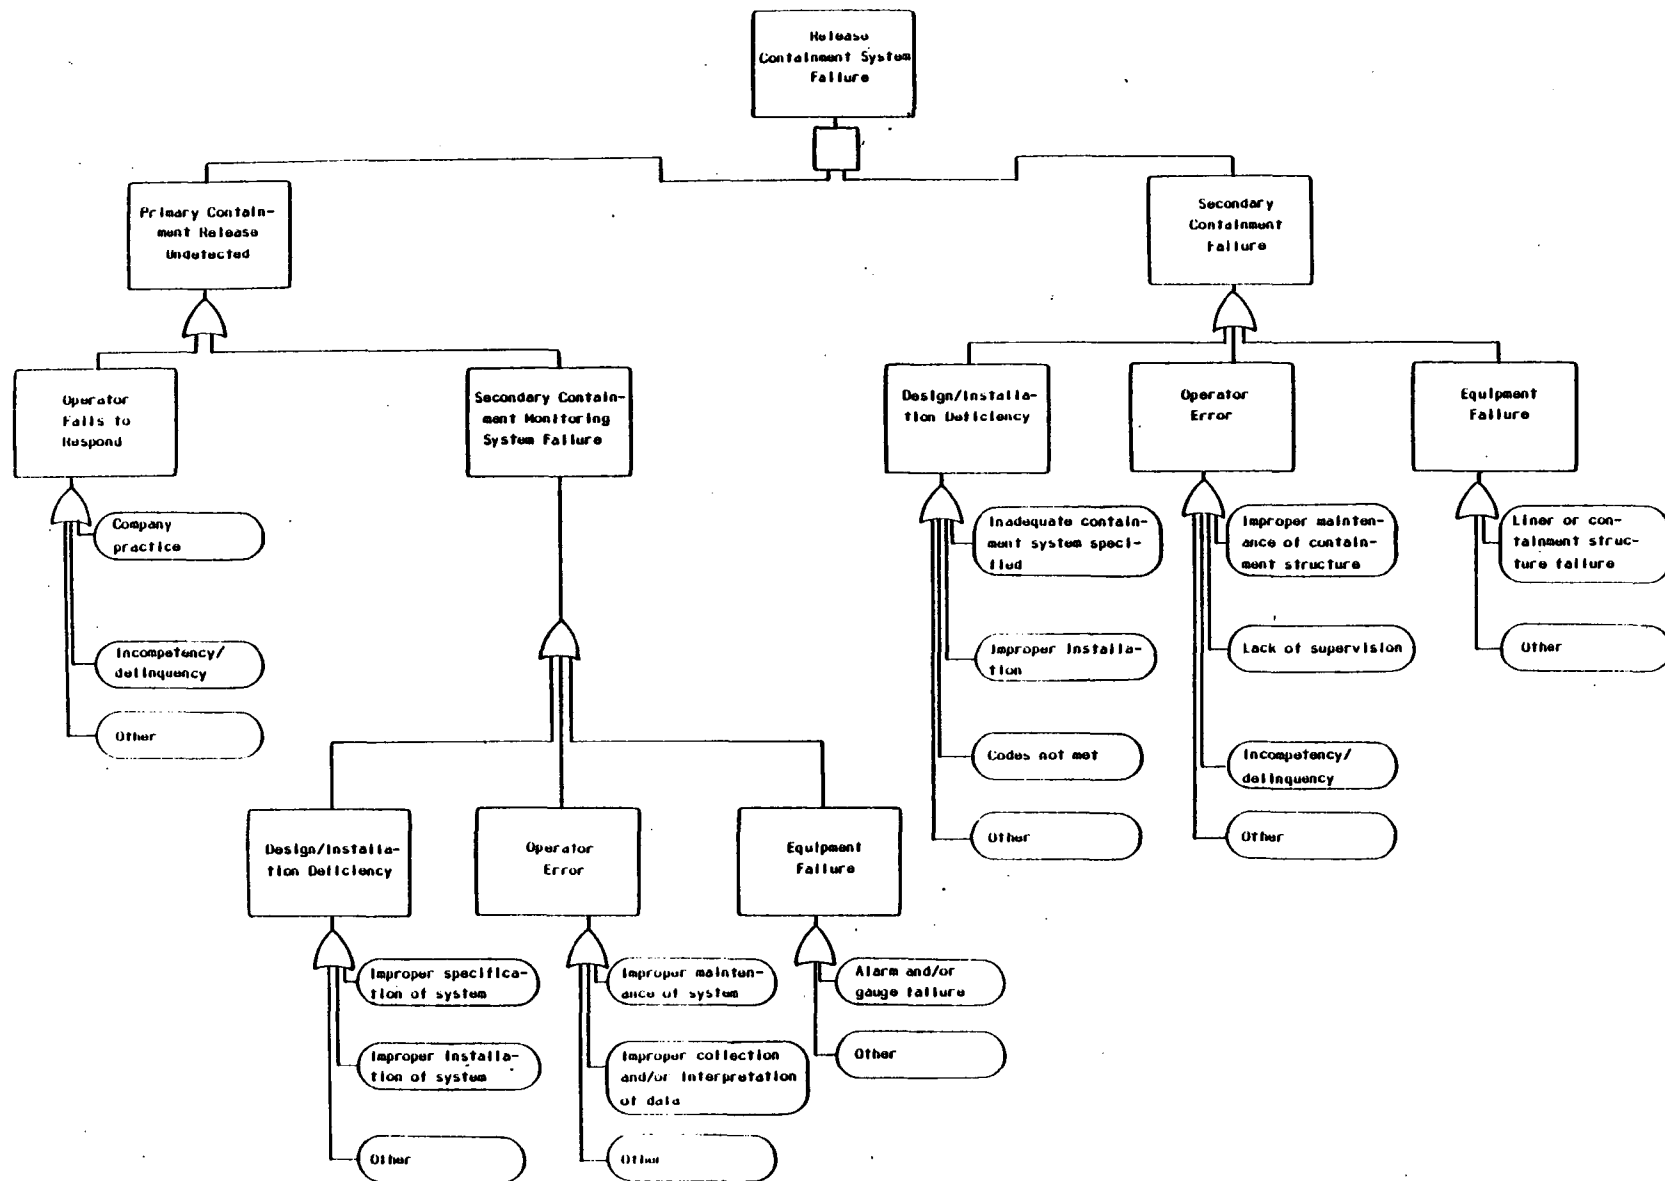 Release
Containment System
Failure
Primary Contain-
ment Release
Undetected
Secondary
Containment
Failure
Operator
Fails to
Respond
Secondary Contain-
ment Monitoring
System Failure
Design/Installa-
tion Deficiency
Operator
Error
Equipment
Failure
Company
practice
Incompetency/
delinquency
Other
Inadequate contain-
ment system speci-
fied
Improper installa-
tion
Codes not met
Other
Improper mainten-
ance of contain-
ment structure
Lack of supervision
Incompetency/
delinquency
Other
Liner or con-
tainment struc-
ture failure
Other
Design/Installa-
tion Deficiency
Operator
Error
Equipment
Failure
Improper specifica-
tion of system
Improper installa-
tion of system
Other
Improper mainten-
ance of system
Improper collection
and/or interpretation
of data
Other
Alarm and/or
gauge failure
Other